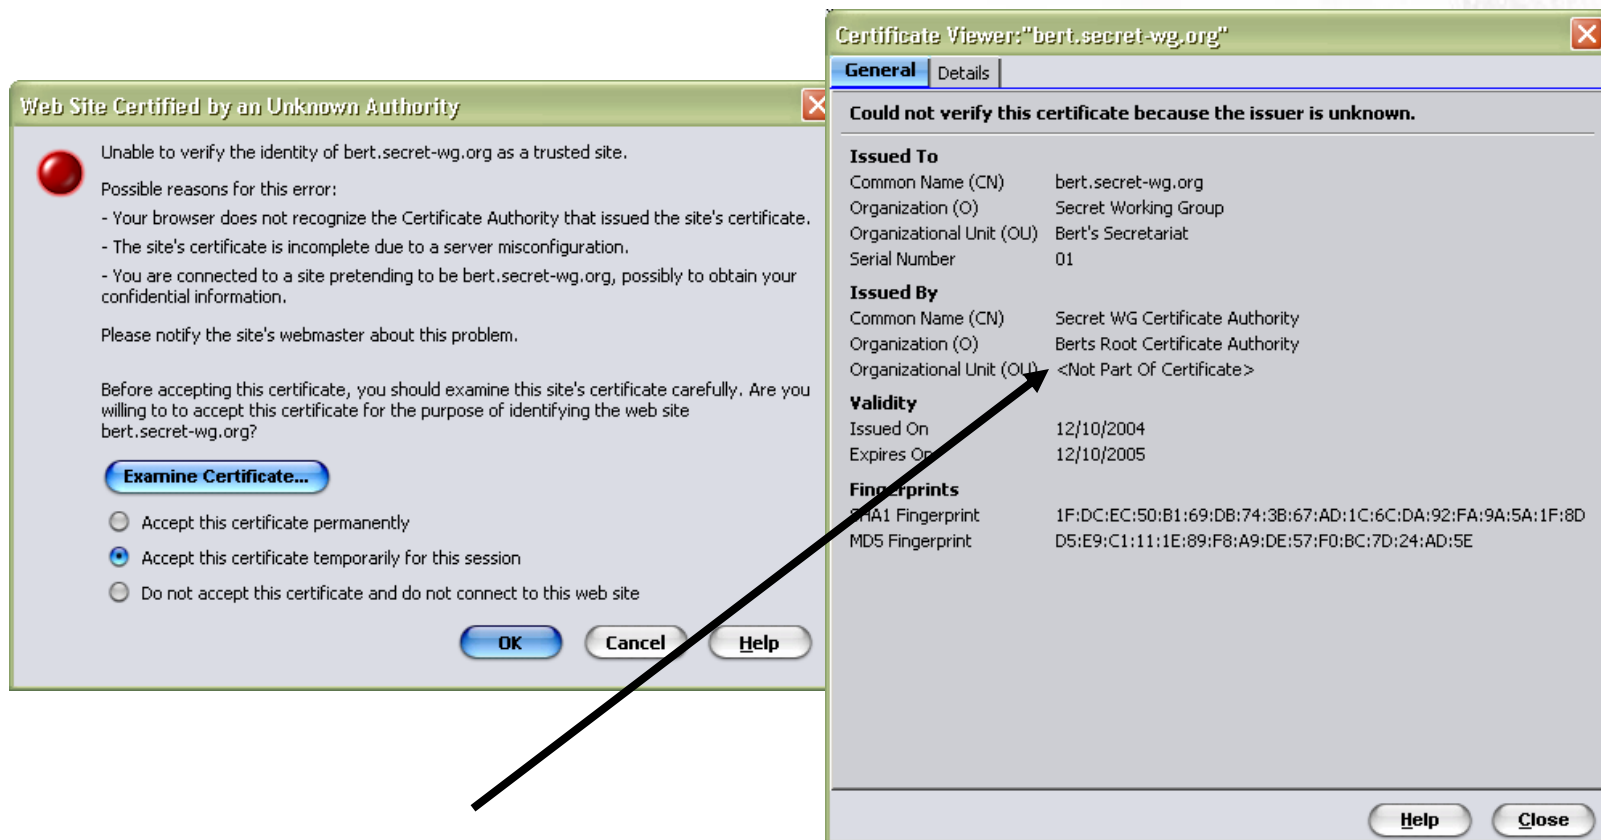 Web Site Certified by an Unknown Authority
Unable to verify the identity of bert.secret-wg.org as a trusted site.
Possible reasons for this error:
- Your browser does not recognize the Certificate Authority that issued the site's certificate.
- The site's certificate is incomplete due to a server misconfiguration.
- You are connected to a site pretending to be bert.secret-wg.org, possibly to obtain your
confidential information.
Please notify the site's webmaster about this problem.
Before accepting this certificate, you should examine this site's certificate carefully. Are you
willing to to accept this certificate for the purpose of identifying the web site
bert.secret-wg.org?
Examine Certificate...
Accept this certificate permanently
Accept this certificate temporarily for this session
Do not accept this certificate and do not connect to this web site
OK Cancel Help
Certificate Viewer:"bert.secret-wg.org"
General Details
Could not verify this certificate because the issuer is unknown.
Issued To
Common Name (CN) bert.secret-wg.org
Organization (O) Secret Working Group
Organizational Unit (OU) Bert's Secretariat
Serial Number 01
Issued By
Common Name (CN) Secret WG Certificate Authority
Organization (O) Berts Root Certificate Authority
Organizational Unit (OU) <Not Part Of Certificate>
Validity
Issued On 12/10/2004
Expires On 12/10/2005
Fingerprints
SHA1 Fingerprint 1F:DC:EC:50:B1:69:DB:74:3B:67:AD:1C:6C:DA:92:FA:9A:5A:1F:8D
MD5 Fingerprint D5:E9:C1:11:1E:89:F8:A9:DE:57:F0:BC:7D:24:AD:5E
Help Close